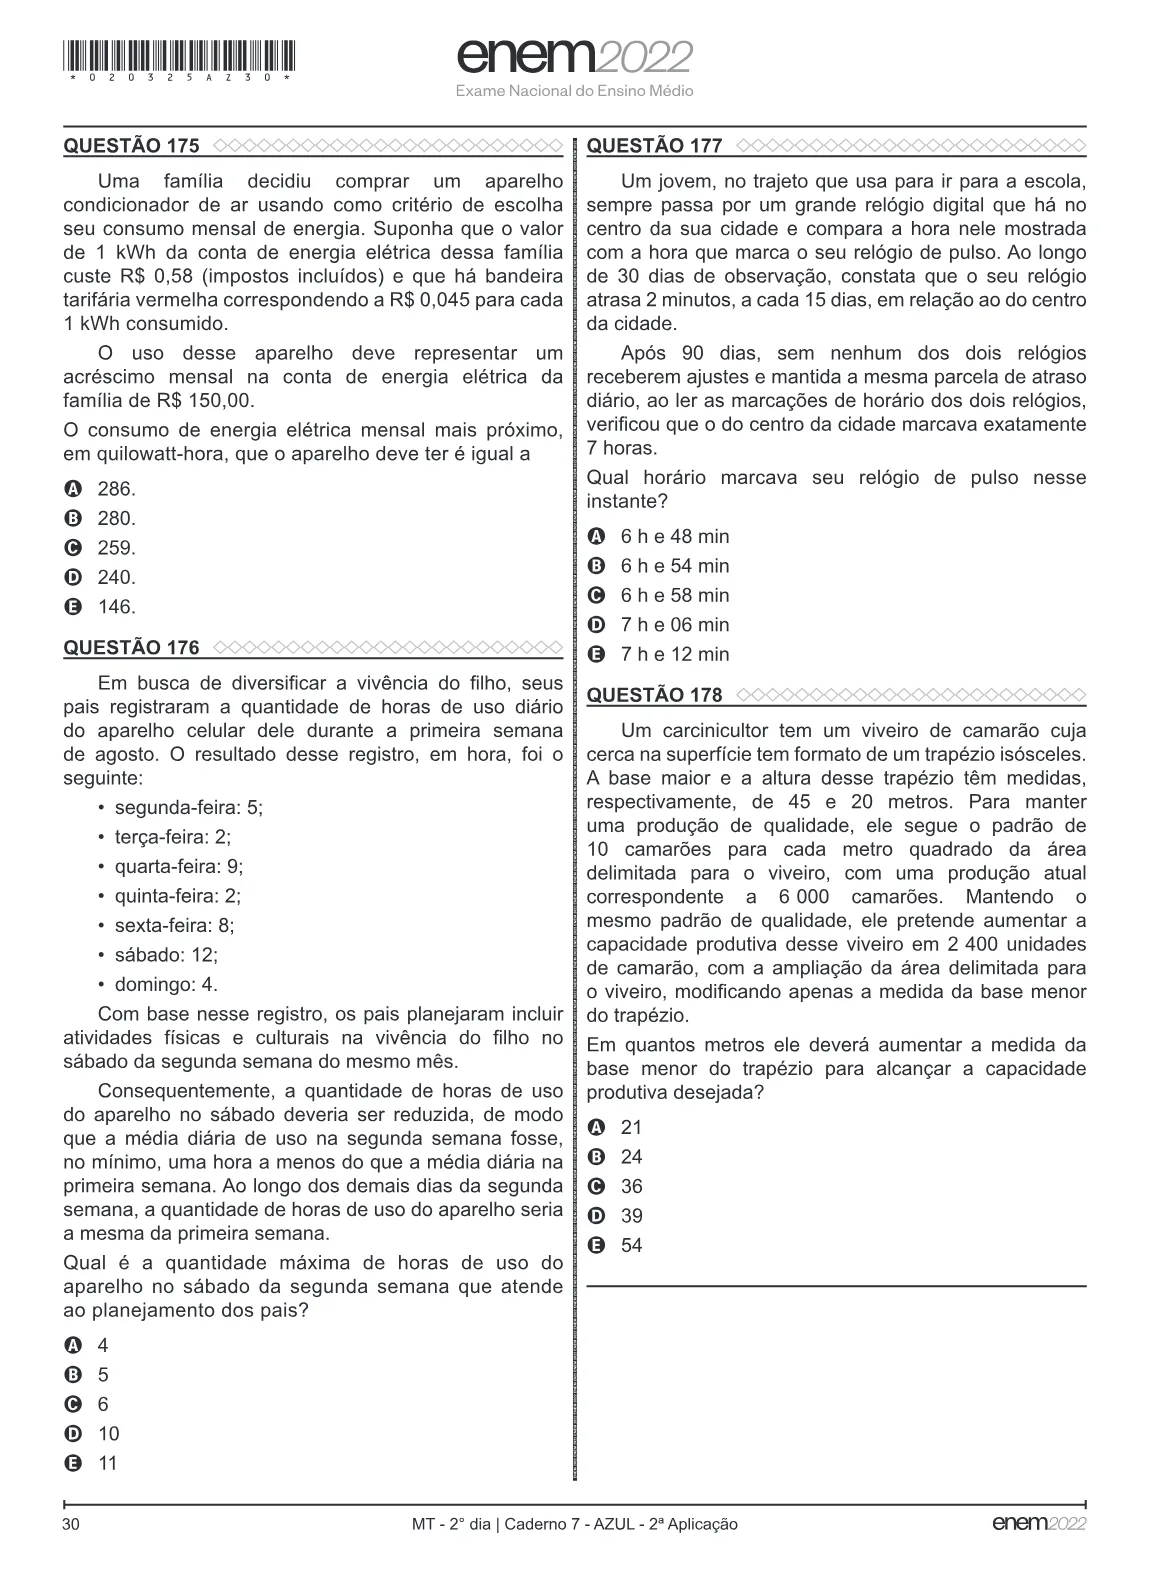 *020325AZ30*
enem2022
Exame Nacional do Ensino Médio
QUESTÃO 175
Uma família decidiu comprar um aparelho
condicionador de ar usando como critério de escolha
seu consumo mensal de energia. Suponha que o valor
de 1 kWh da conta de energia elétrica dessa família
custe R$ 0,58 (impostos incluídos) e que há bandeira
tarifária vermelha correspondendo a R$ 0,045 para cada
1 kWh consumido.
O uso desse aparelho deve representar um
acréscimo mensal na conta de energia elétrica da
família de R$ 150,00.
O consumo de energia elétrica mensal mais próximo,
em quilowatt-hora, que o aparelho deve ter é igual a
A 286.
B 280.
C 259.
D 240.
E 146.
QUESTÃO 176
Em busca de diversificar a vivência do filho, seus
pais registraram a quantidade de horas de uso diário
do aparelho celular dele durante a primeira semana
de agosto. O resultado desse registro, em hora, foi o
seguinte:
• segunda-feira: 5;
• terça-feira: 2;
• quarta-feira: 9;
• quinta-feira: 2;
• sexta-feira: 8;
• sábado: 12;
• domingo: 4.
Com base nesse registro, os pais planejaram incluir
atividades físicas e culturais na vivência do filho no
sábado da segunda semana do mesmo mês.
Consequentemente, a quantidade de horas de uso
do aparelho no sábado deveria ser reduzida, de modo
que a média diária de uso na segunda semana fosse,
no mínimo, uma hora a menos do que a média diária na
primeira semana. Ao longo dos demais dias da segunda
semana, a quantidade de horas de uso do aparelho seria
a mesma da primeira semana.
Qual é a quantidade máxima de horas de uso do
aparelho no sábado da segunda semana que atende
ao planejamento dos pais?
A 4
B 5
C 6
D 10
E 11
QUESTÃO 177
Um jovem, no trajeto que usa para ir para a escola,
sempre passa por um grande relógio digital que há no
centro da sua cidade e compara a hora nele mostrada
com a hora que marca o seu relógio de pulso. Ao longo
de 30 dias de observação, constata que o seu relógio
atrasa 2 minutos, a cada 15 dias, em relação ao do centro
da cidade.
Após 90 dias, sem nenhum dos dois relógios
receberem ajustes e mantida a mesma parcela de atraso
diário, ao ler as marcações de horário dos dois relógios,
verificou que o do centro da cidade marcava exatamente
7 horas.
Qual horário marcava seu relógio de pulso nesse
instante?
A 6 h e 48 min
B 6 h e 54 min
C 6 h e 58 min
D 7 h e 06 min
E 7 h e 12 min
QUESTÃO 178
Um carcinicultor tem um viveiro de camarão cuja
cerca na superfície tem formato de um trapézio isósceles.
A base maior e a altura desse trapézio têm medidas,
respectivamente, de 45 e 20 metros. Para manter
uma produção de qualidade, ele segue o padrão de
10 camarões para cada metro quadrado da área
delimitada para o viveiro, com uma produção atual
correspondente a 6 000 camarões. Mantendo o
mesmo padrão de qualidade, ele pretende aumentar a
capacidade produtiva desse viveiro em 2 400 unidades
de camarão, com a ampliação da área delimitada para
o viveiro, modificando apenas a medida da base menor
do trapézio.
Em quantos metros ele deverá aumentar a medida da
base menor do trapézio para alcançar a capacidade
produtiva desejada?
A 21
B 24
C 36
D 39
E 54
30
MT - 2° dia | Caderno 7 - AZUL - 2ª Aplicação
enem2022